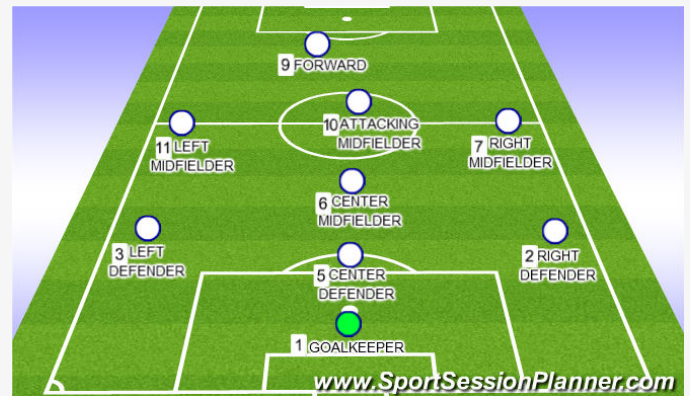 9 FORWARD
10 ATTACKING
MIDFIELDER
11 LEFT
MIDFIELDER
7 RIGHT
MIDFIELDER
6 CENTER
MIDFIELDER
3 LEFT
DEFENDER
2 RIGHT
DEFENDER
5 CENTER
DEFENDER
1 GOALKEEPER
www.SportSessionPlanner.com